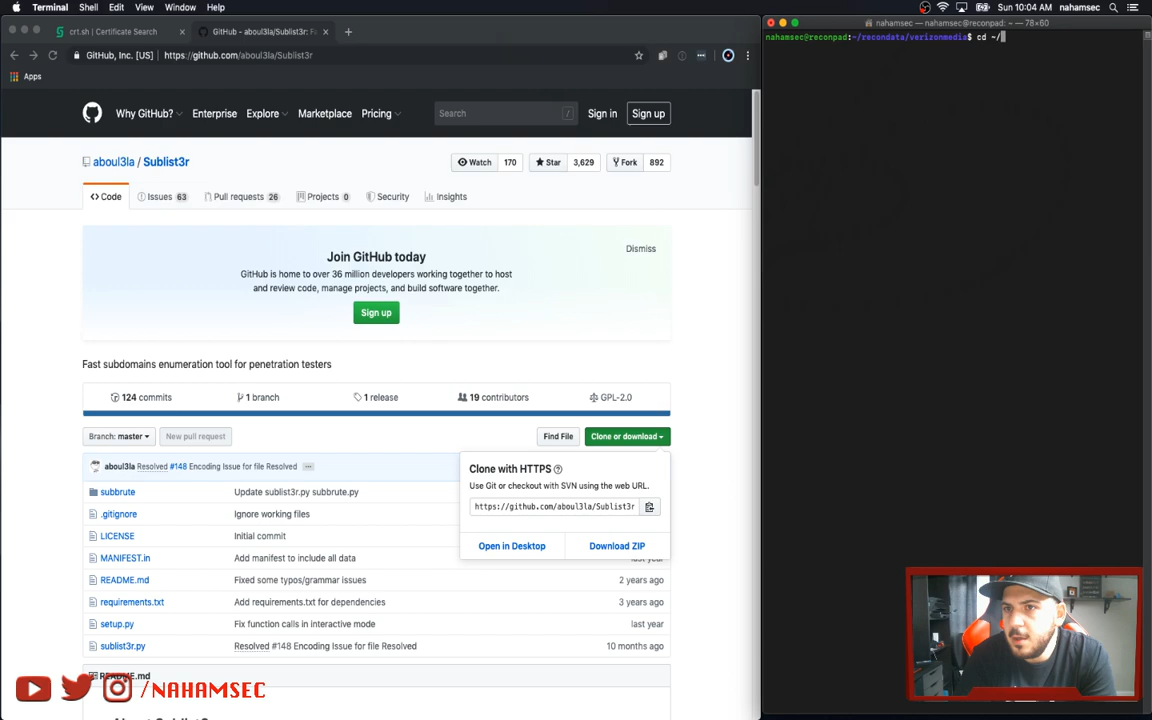 Terminal Shell Edit View Window Help
Sun 10:04 AM nahamsec
crt.sh | Certificate Search
GitHub - aboul3la/Sublist3r: Fa
GitHub, Inc. [US] https://github.com/aboul3la/Sublist3r
Apps
Why GitHub? Enterprise Explore Marketplace Pricing
Search /
Sign in Sign up
aboul3la / Sublist3r
Watch 170 Star 3,629 Fork 892
Code Issues 63 Pull requests 26 Projects 0 Security Insights
Join GitHub today
Dismiss
GitHub is home to over 36 million developers working together to host
and review code, manage projects, and build software together.
Sign up
Fast subdomains enumeration tool for penetration testers
124 commits 1 branch 1 release 19 contributors GPL-2.0
Branch: master New pull request Find File Clone or download
aboul3la Resolved #148 Encoding Issue for file Resolved
subbrute Update sublist3r.py subbrute.py
.gitignore Ignore working files
LICENSE Initial commit
MANIFEST.in Add manifest to include all data last year
README.md Fixed some typos/grammar issues 2 years ago
requirements.txt Add requirements.txt for dependencies 3 years ago
setup.py Fix function calls in interactive mode last year
sublist3r.py Resolved #148 Encoding Issue for file Resolved 10 months ago
README.md
Clone with HTTPS
Use Git or checkout with SVN using the web URL.
https://github.com/aboul3la/Sublist3r
Open in Desktop Download ZIP
nahamsec — nahamsec@reconpad: ~ — 78×60
nahamsec@reconpad:~/recondata/verizonmedia$ cd ~/
/NAHAMSEC